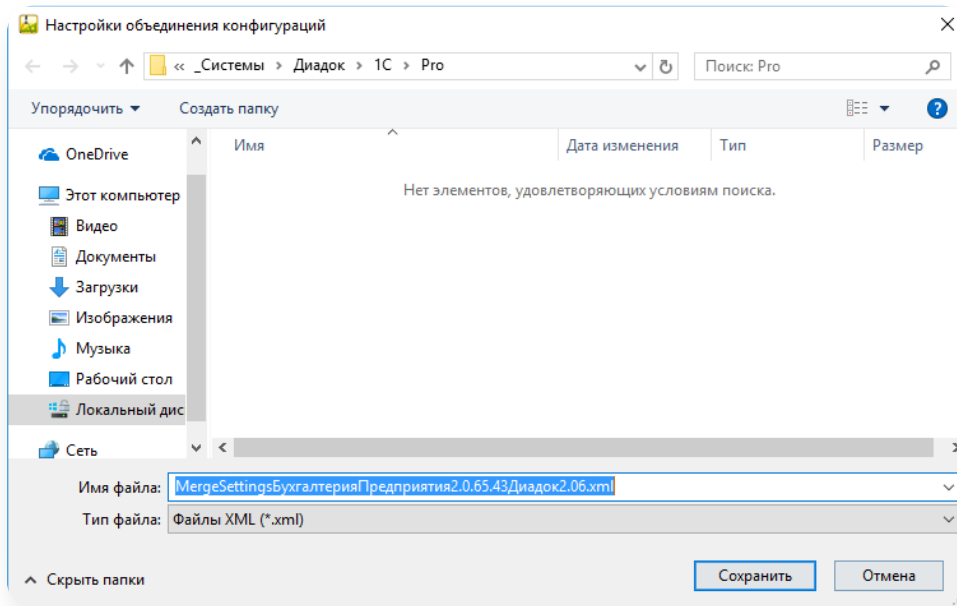 Настройки объединения конфигураций
« _Системы › Диадок › 1С › Pro
Поиск: Pro
Упорядочить
Создать папку
Имя
Дата изменения
Тип
Размер
Нет элементов, удовлетворяющих условиям поиска.
OneDrive
Этот компьютер
Видео
Документы
Загрузки
Изображения
Музыка
Рабочий стол
Локальный дис
Сеть
Имя файла: MergeSettingsБухгалтерияПредприятия2.0.65.43Диадок2.06.xml
Тип файла: Файлы XML (*.xml)
Скрыть папки
Сохранить
Отмена